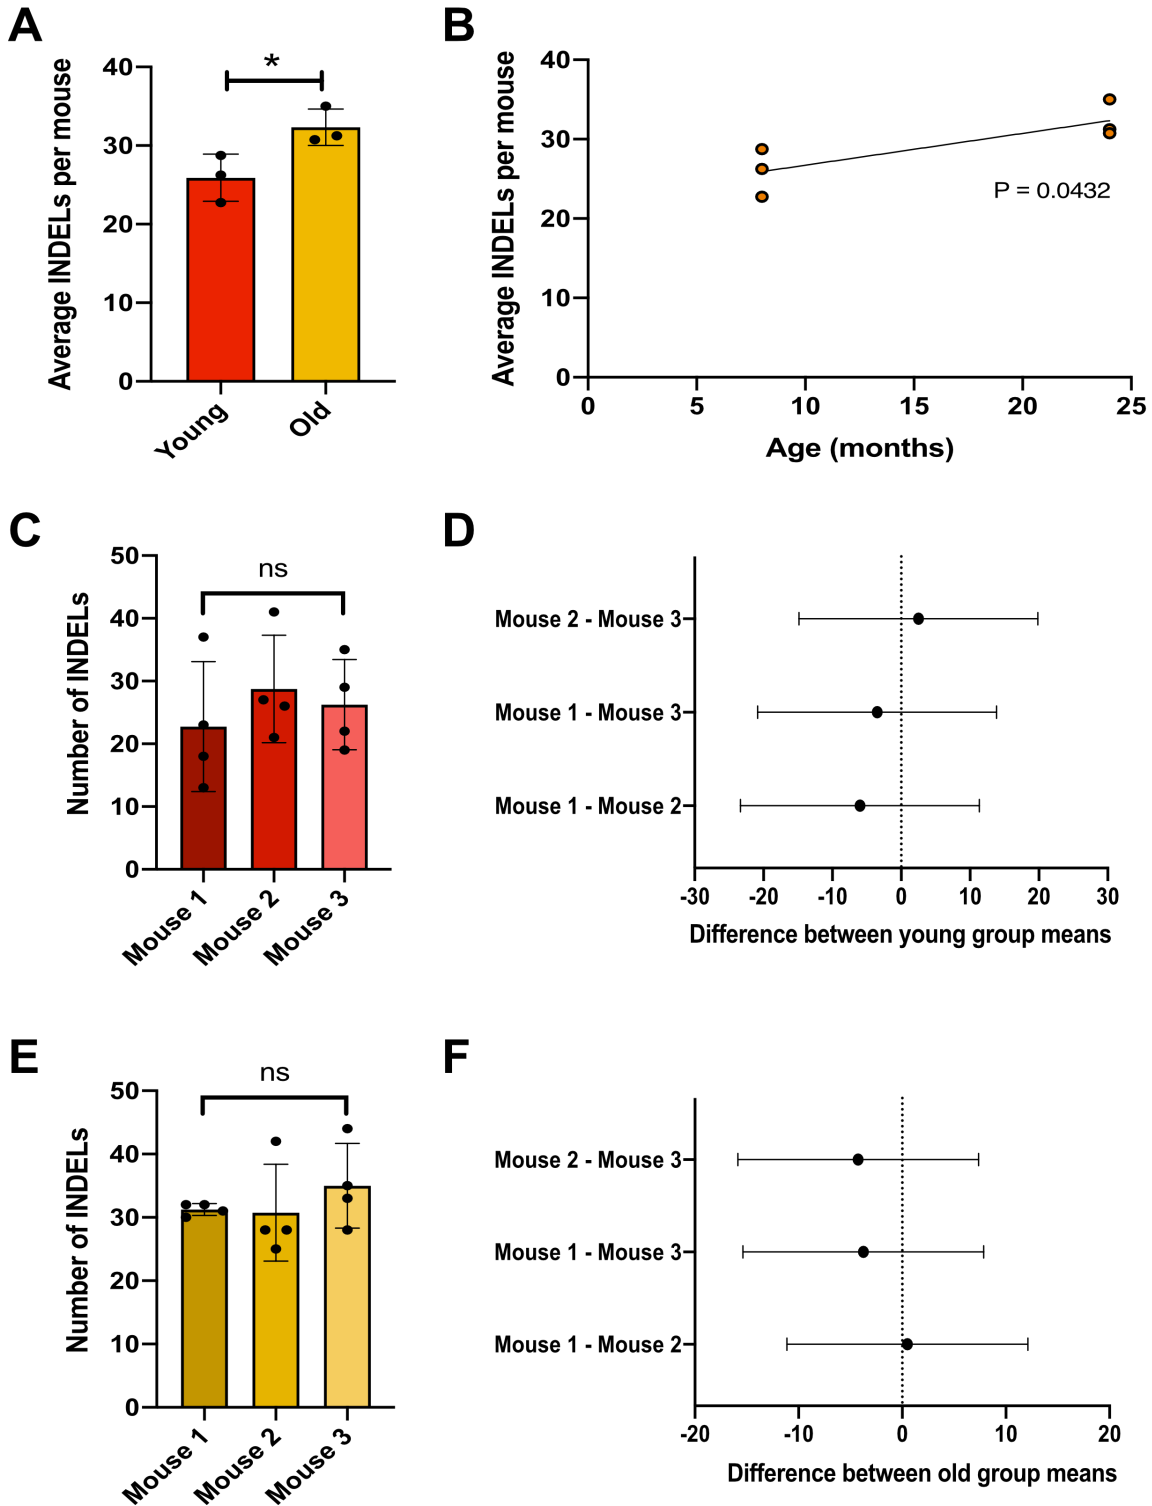 A
Average INDELs per mouse
40
30
20
10
0
*
Young
Old
B
Average INDELs per mouse
40
30
20
10
0
P = 0.0432
0 5 10 15 20 25
Age (months)
C
Number of INDELs
50
40
30
20
10
0
ns
Mouse 1
Mouse 2
Mouse 3
D
Mouse 2 - Mouse 3
Mouse 1 - Mouse 3
Mouse 1 - Mouse 2
-30 -20 -10 0 10 20 30
Difference between young group means
E
Number of INDELs
50
40
30
20
10
0
ns
Mouse 1
Mouse 2
Mouse 3
F
Mouse 2 - Mouse 3
Mouse 1 - Mouse 3
Mouse 1 - Mouse 2
-20 -10 0 10 20
Difference between old group means